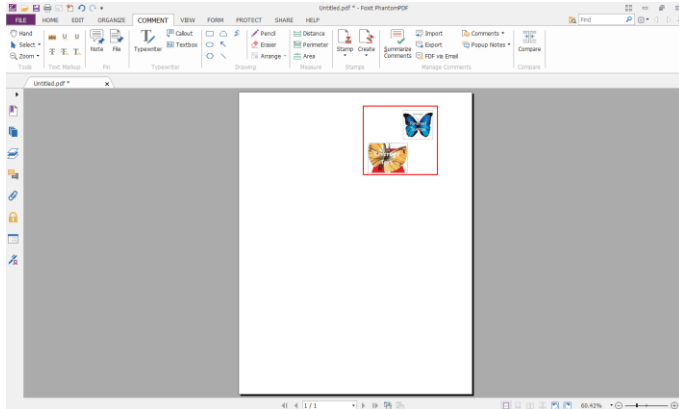 Untitled.pdf * - Foxit PhantomPDF
FILE HOME EDIT ORGANIZE COMMENT VIEW FORM PROTECT SHARE HELP
Find
Hand
Select
Zoom
Tools
Text Markup
Note
File
Pin
Typewriter
Callout
Textbox
Typewriter
Pencil
Eraser
Arrange
Drawing
Distance
Perimeter
Area
Measure
Stamp
Create
Stamps
Summarize
Comments
Import
Export
FDF via Email
Comments
Popup Notes
Manage Comments
Compare
Compare
Untitled.pdf * x
1 / 1
60.42%